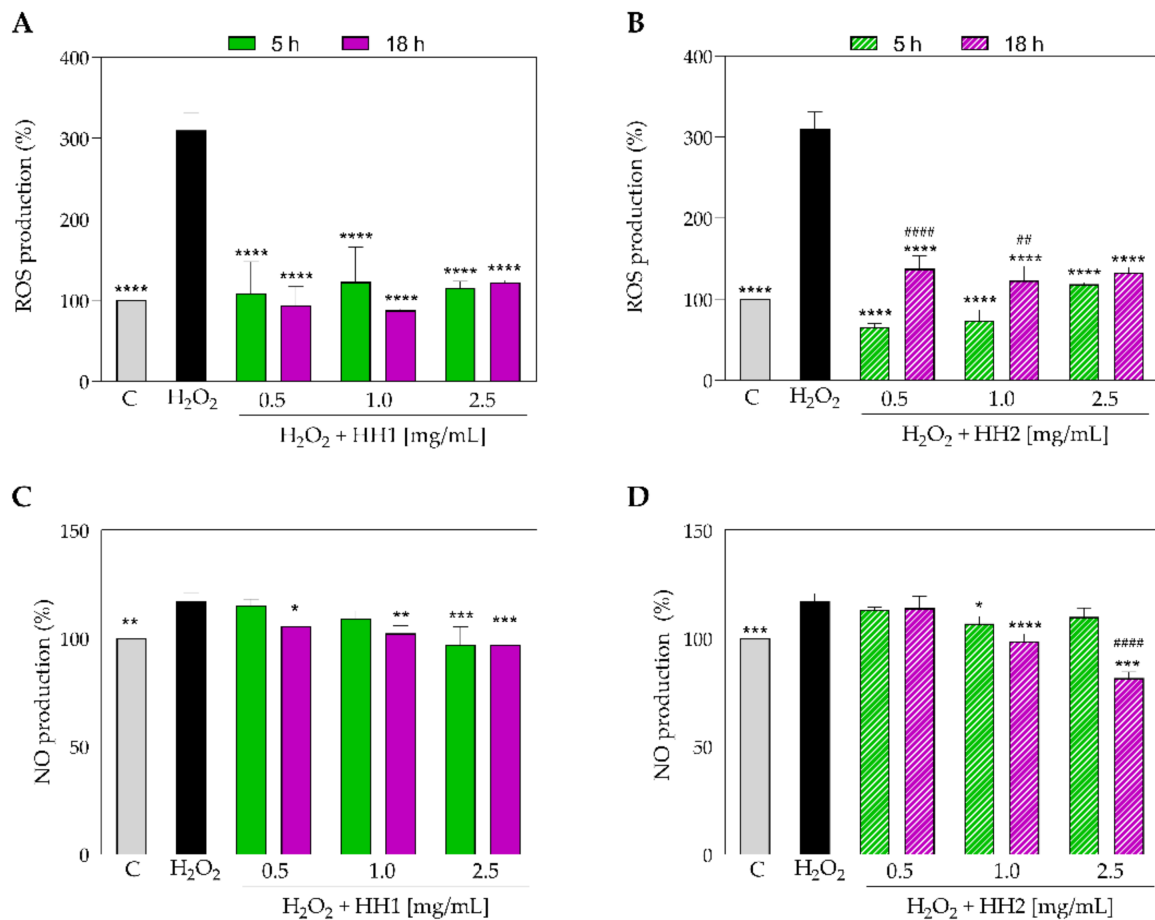 A
5 h 18 h
400
300
200
100
0
ROS production (%)
**** **** **** **** **** **** ****
C H₂O₂ 0.5 1.0 2.5
H₂O₂ + HH1 [mg/mL]
B
5 h 18 h
400
300
200
100
0
ROS production (%)
#### ##
**** **** **** **** **** **** ****
C H₂O₂ 0.5 1.0 2.5
H₂O₂ + HH2 [mg/mL]
C
150
100
50
0
NO production (%)
** * ** *** ***
C H₂O₂ 0.5 1.0 2.5
H₂O₂ + HH1 [mg/mL]
D
150
100
50
0
NO production (%)
####
*** * **** ***
C H₂O₂ 0.5 1.0 2.5
H₂O₂ + HH2 [mg/mL]